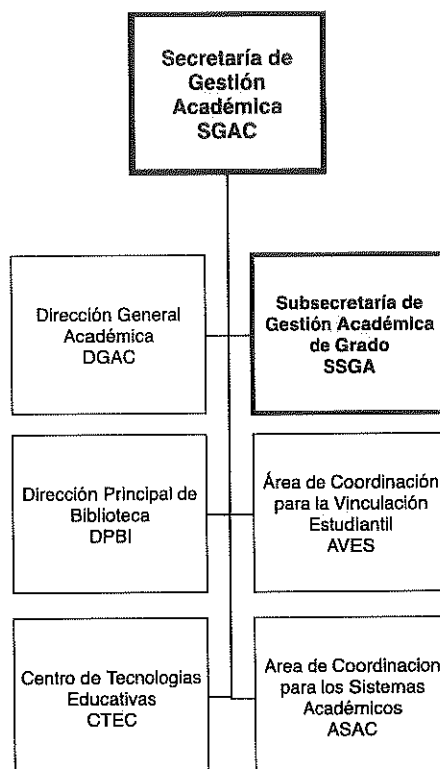 Secretaría de
Gestión
Académica
SGAC
Dirección General
Académica
DGAC
Subsecretaría de
Gestión Académica
de Grado
SSGA
Dirección Principal de
Biblioteca
DPBI
Área de Coordinación
para la Vinculación
Estudiantil
AVES
Centro de Tecnologias
Educativas
CTEC
Area de Coordinacion
para los Sistemas
Académicos
ASAC